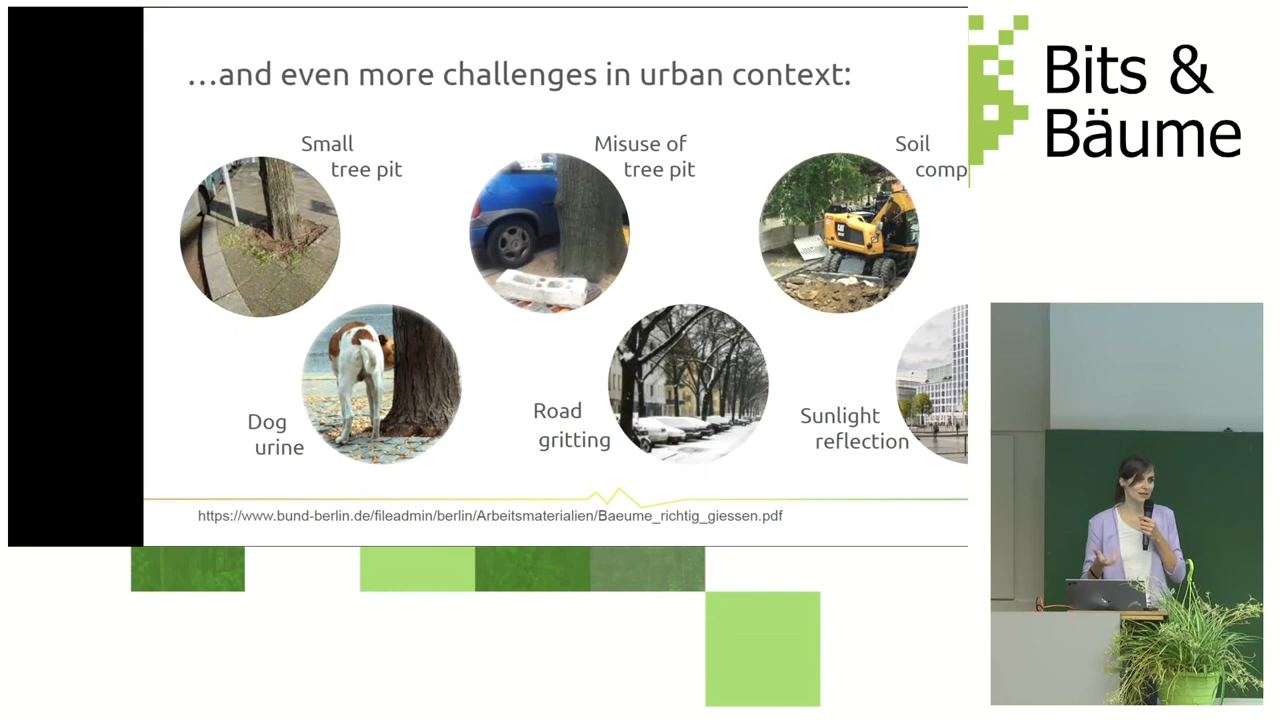 ...and even more challenges in urban context:
Small
tree pit
Misuse of
tree pit
Soil
comp
Dog
urine
Road
gritting
Sunlight
reflection
https://www.bund-berlin.de/fileadmin/berlin/Arbeitsmaterialien/Baeume_richtig_giessen.pdf
Bits &
Bäume
CAT